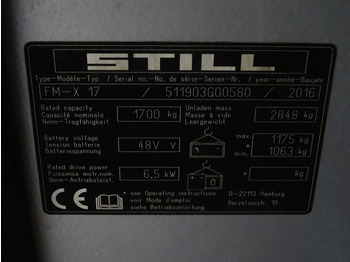 STILL
Type-Modèle-Typ / Serial no.-No de série-Serien-Nr. / year-année-Baujahr
FM-X 17 / 511903G00580 / 2016
Rated capacity
Capacité nominale
Nenn-Tragfähigkeit
1700 kg
Unladen mass
Masse à vide
Leergewicht
2848 kg
Battery voltage
Tension batterie
Batteriespannung
48V
max. 1175 kg
min. 1063 kg
Rated drive power
Puissance motr.nom.
Nenn-Antriebsleist.
6,5 kW
* kg
CE
* see Operating instructions
voir Mode d'emploi
siehe Betriebsanleitung
D-22113 Hamburg
Berzeliusstr. 10